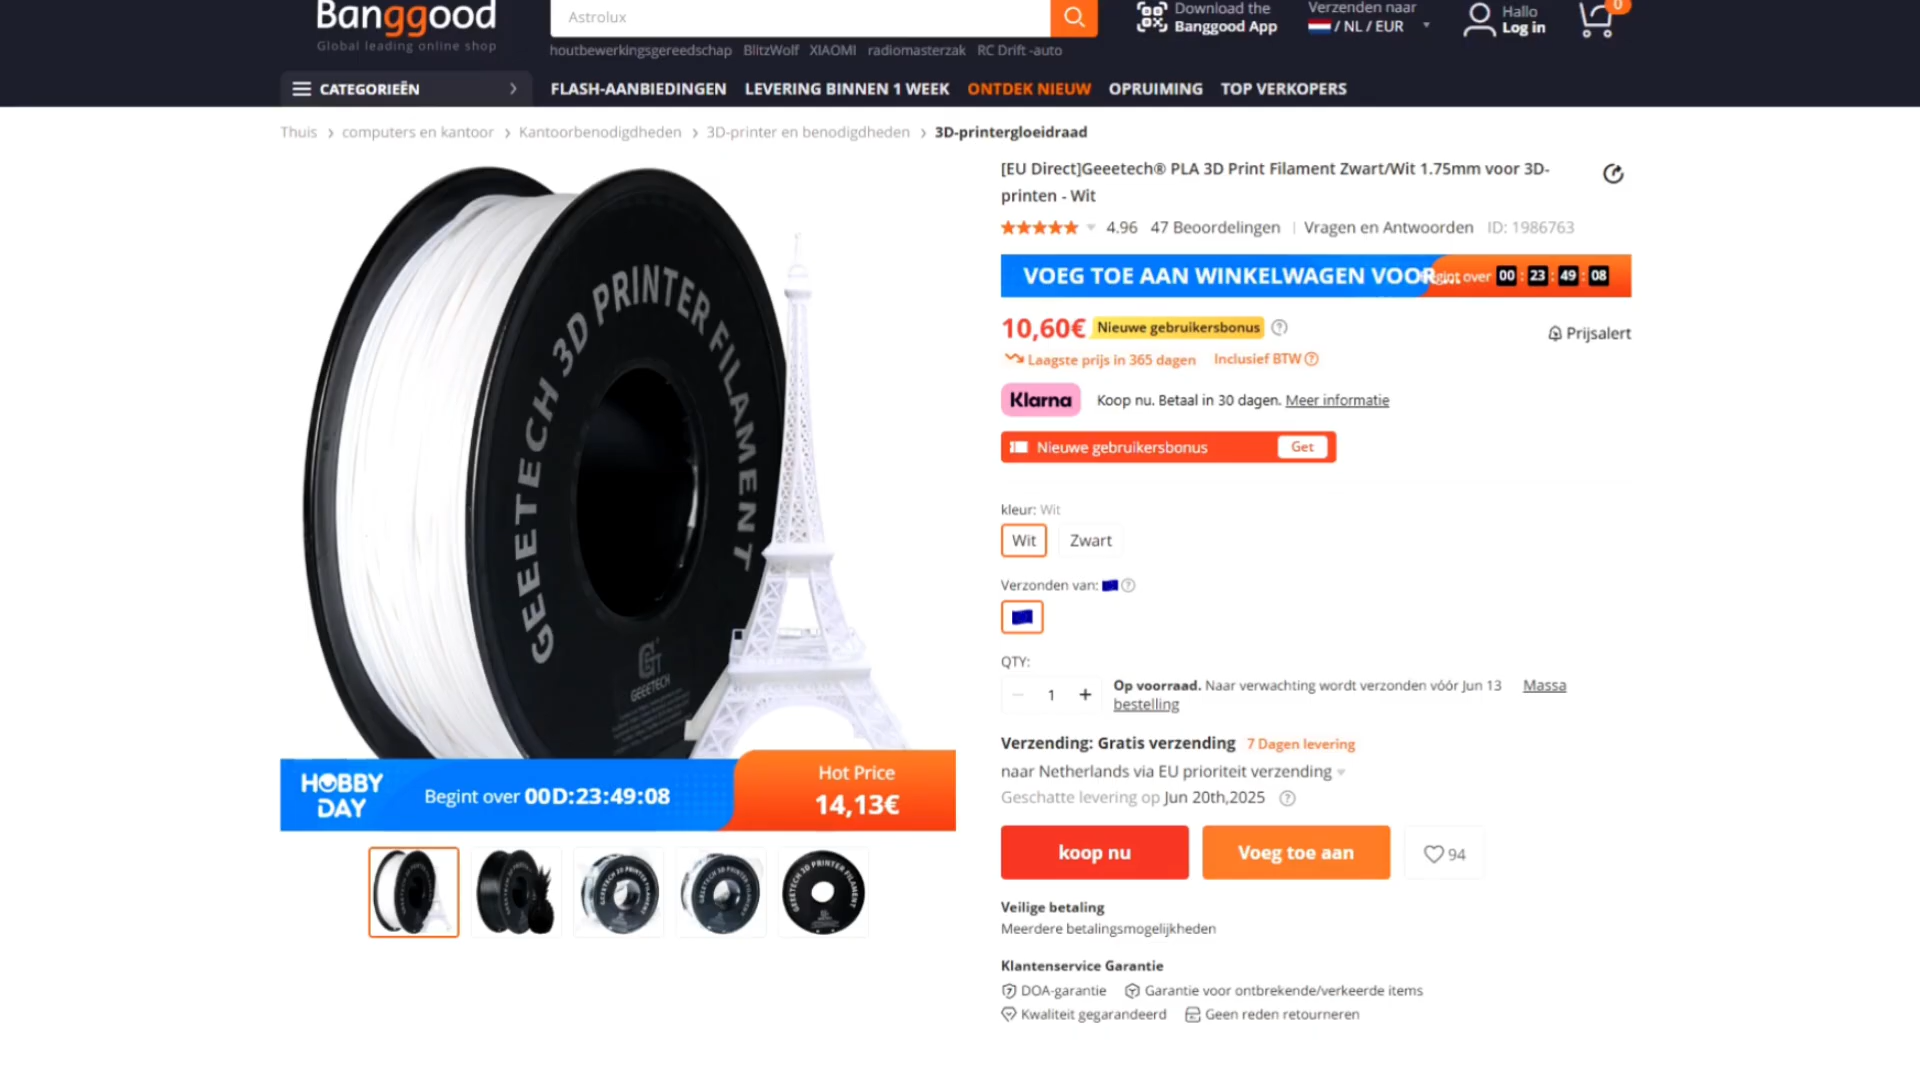 Banggood
Global leading online shop
Astrolux
houtbewerkingsgereedschap BlitzWolf XIAOMI radiomasterzak RC Drift -auto
Download the
Banggood App
Verzenden naar
/ NL / EUR
Hallo
Log in
0
CATEGORIEËN
FLASH-AANBIEDINGEN LEVERING BINNEN 1 WEEK ONTDEK NIEUW OPRUIMING TOP VERKOPERS
Thuis > computers en kantoor > Kantoorbenodigdheden > 3D-printer en benodigdheden > 3D-printergloeidraad
GEEETECH 3D PRINTER FILAMENT
GEEETECH
HOBBY
DAY
Begint over 00D:23:49:08
Hot Price
14,13€
[EU Direct]Geeetech® PLA 3D Print Filament Zwart/Wit 1.75mm voor 3D-
printen - Wit
4.96 47 Beoordelingen | Vragen en Antwoorden ID: 1986763
VOEG TOE AAN WINKELWAGEN VOOR... over 00 : 23 : 49 : 08
10,60€ Nieuwe gebruikersbonus
Prijsalert
Laagste prijs in 365 dagen Inclusief BTW
Klarna Koop nu. Betaal in 30 dagen. Meer informatie
Nieuwe gebruikersbonus Get
kleur: Wit
Wit Zwart
Verzonden van:
QTY:
− 1 + Op voorraad. Naar verwachting wordt verzonden vóór Jun 13 Massa
bestelling
Verzending: Gratis verzending 7 Dagen levering
naar Netherlands via EU prioriteit verzending
Geschatte levering op Jun 20th,2025
koop nu Voeg toe aan 94
Veilige betaling
Meerdere betalingsmogelijkheden
Klantenservice Garantie
DOA-garantie Garantie voor ontbrekende/verkeerde items
Kwaliteit gegarandeerd Geen reden retourneren